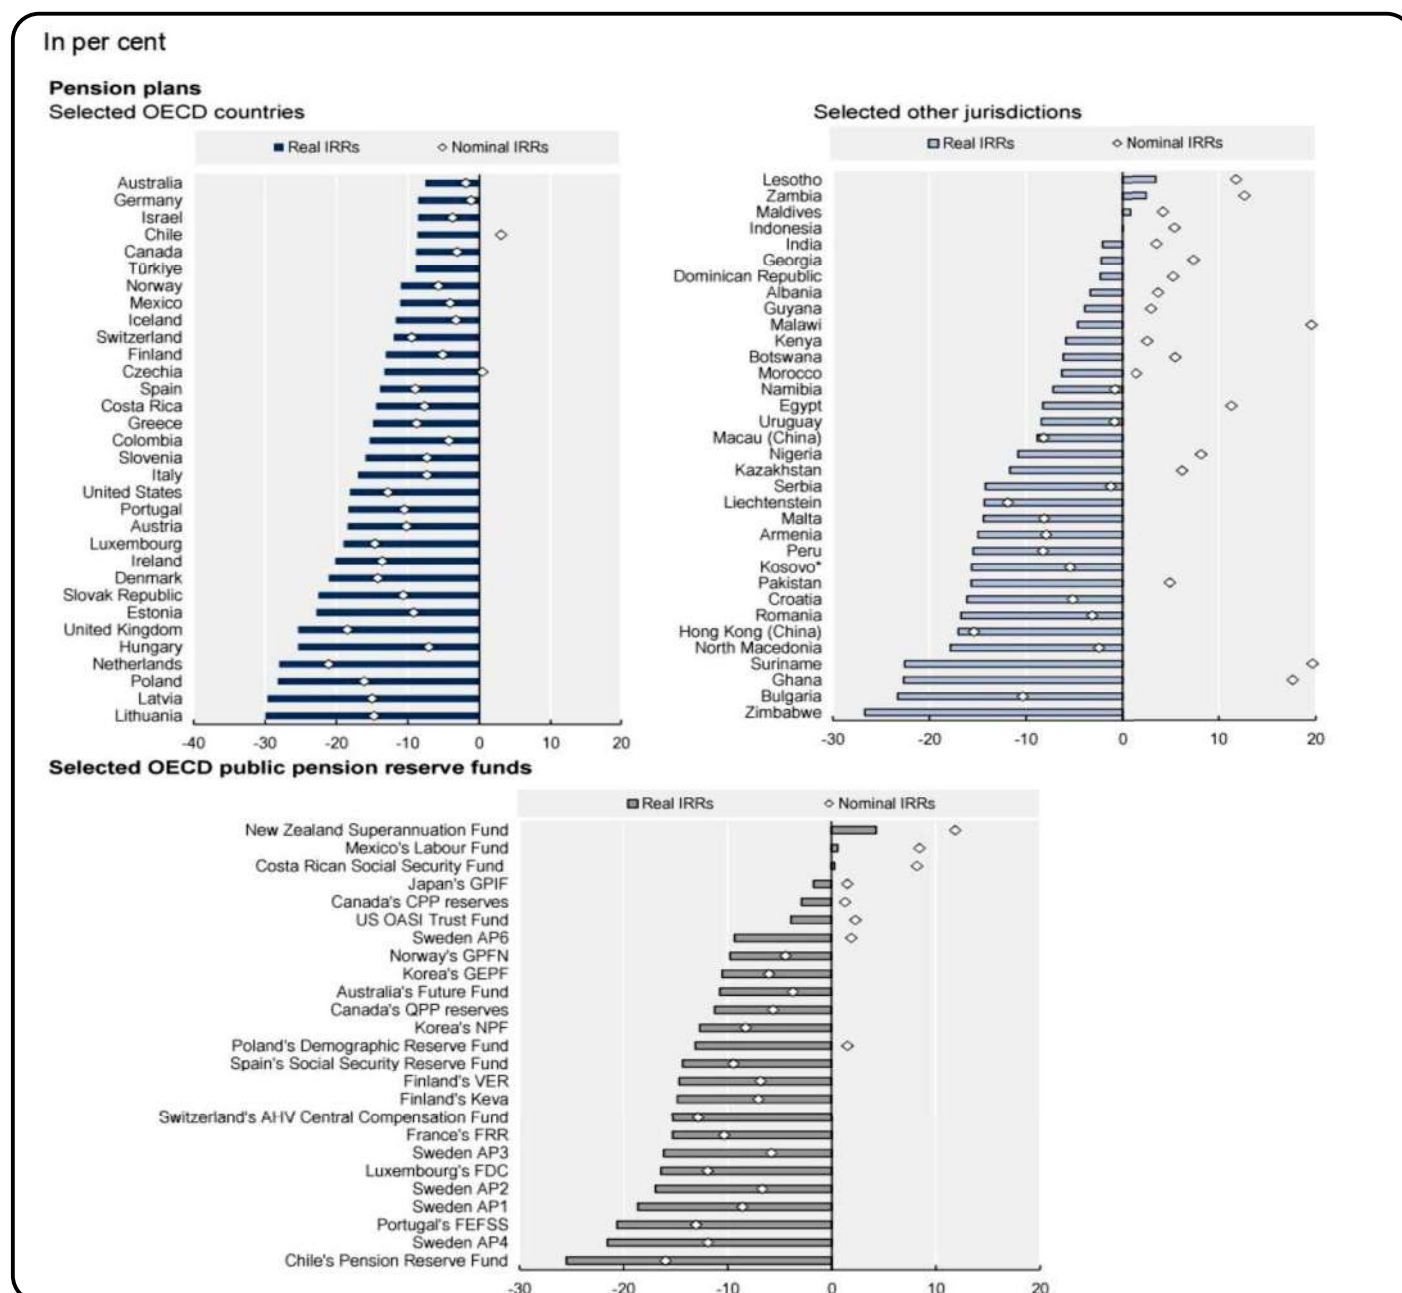 In per cent
Pension plans
Selected OECD countries
Real IRRs
Nominal IRRs
Australia
Germany
Israel
Chile
Canada
Türkiye
Norway
Mexico
Iceland
Switzerland
Finland
Czechia
Spain
Costa Rica
Greece
Colombia
Slovenia
Italy
United States
Portugal
Austria
Luxembourg
Ireland
Denmark
Slovak Republic
Estonia
United Kingdom
Hungary
Netherlands
Poland
Latvia
Lithuania
-40 -30 -20 -10 0 10 20
Selected other jurisdictions
Real IRRs
Nominal IRRs
Lesotho
Zambia
Maldives
Indonesia
India
Georgia
Dominican Republic
Albania
Guyana
Malawi
Kenya
Botswana
Morocco
Namibia
Egypt
Uruguay
Macau (China)
Nigeria
Kazakhstan
Serbia
Liechtenstein
Malta
Armenia
Peru
Kosovo*
Pakistan
Croatia
Romania
Hong Kong (China)
North Macedonia
Suriname
Ghana
Bulgaria
Zimbabwe
-30 -20 -10 0 10 20
Selected OECD public pension reserve funds
Real IRRs
Nominal IRRs
New Zealand Superannuation Fund
Mexico's Labour Fund
Costa Rican Social Security Fund
Japan's GPIF
Canada's CPP reserves
US OASI Trust Fund
Sweden AP6
Norway's GPFN
Korea's GEPF
Australia's Future Fund
Canada's QPP reserves
Korea's NPF
Poland's Demographic Reserve Fund
Spain's Social Security Reserve Fund
Finland's VER
Finland's Keva
Switzerland's AHV Central Compensation Fund
France's FRR
Sweden AP3
Luxembourg's FDC
Sweden AP2
Sweden AP1
Portugal's FEFSS
Sweden AP4
Chile's Pension Reserve Fund
-30 -20 -10 0 10 20